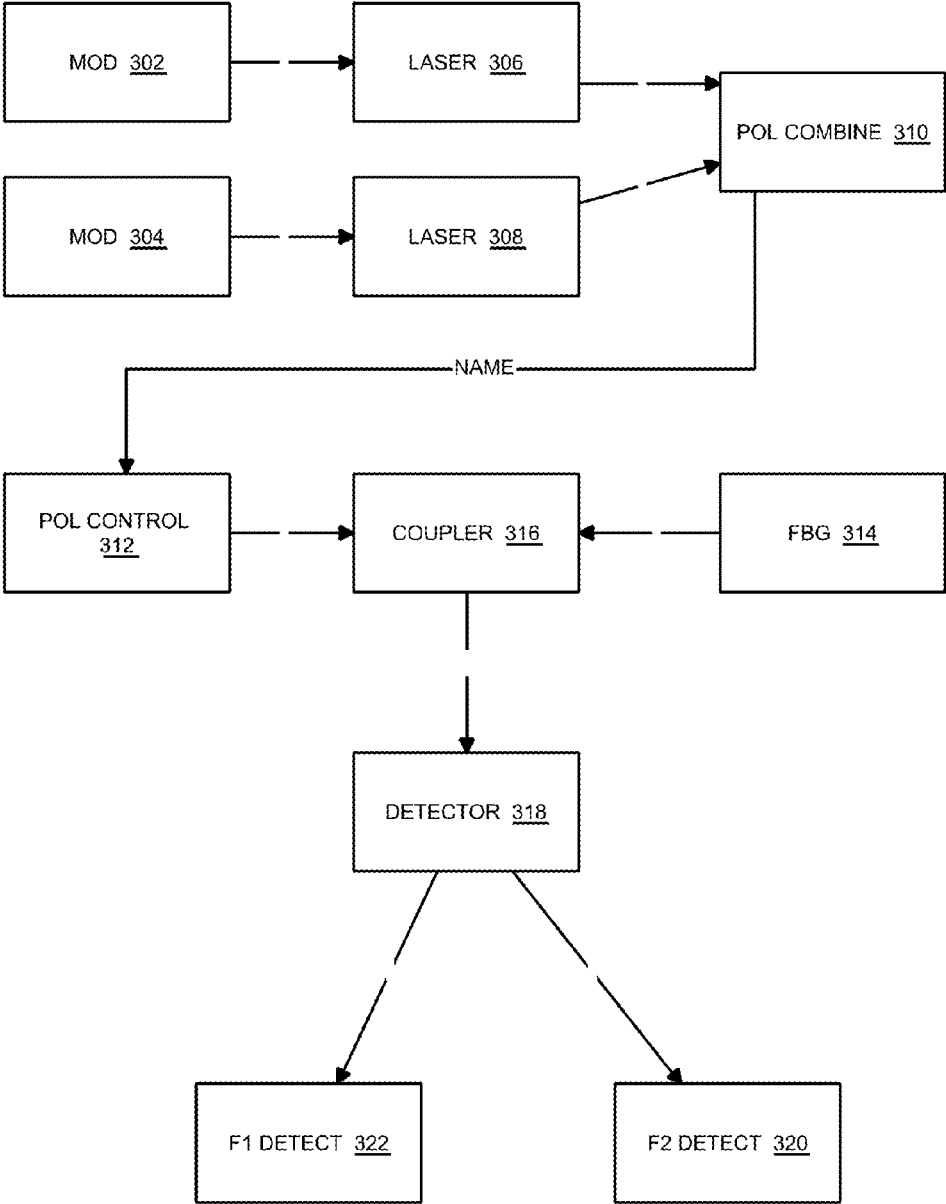 MOD 302
LASER 306
POL COMBINE 310
MOD 304
LASER 308
NAME
POL CONTROL
312
COUPLER 316
FBG 314
DETECTOR 318
F1 DETECT 322
F2 DETECT 320